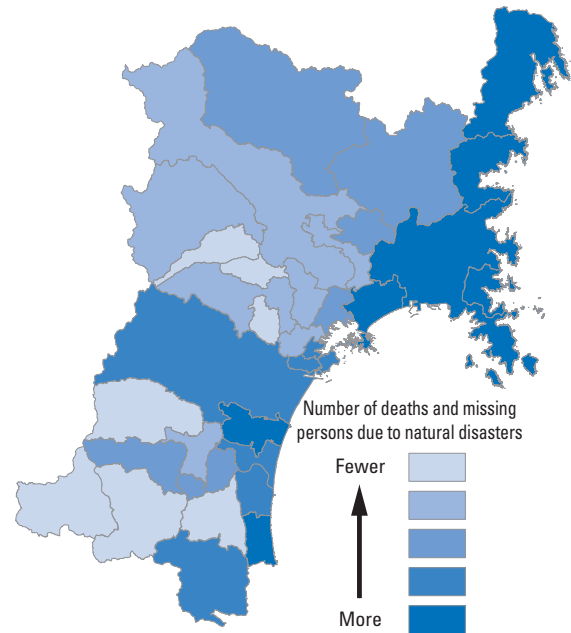 Number of deaths and missing
persons due to natural disasters
Fewer
More